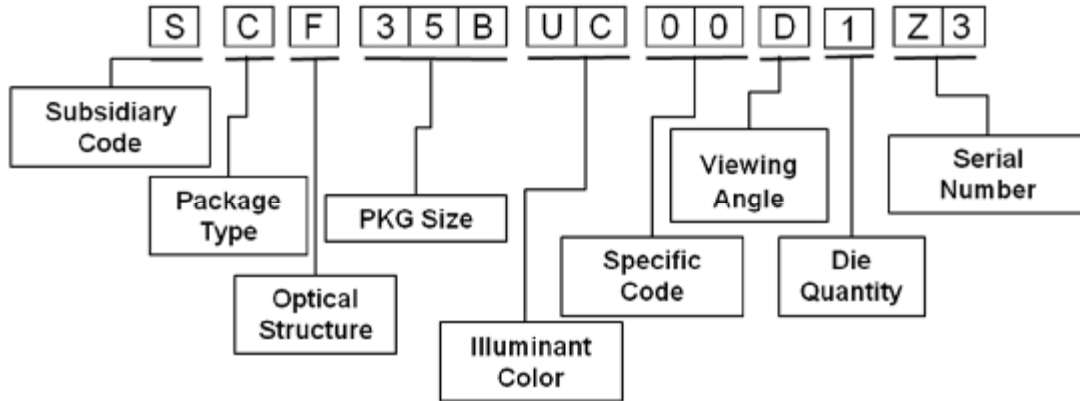 S C F 3 5 B U C 0 0 D 1 Z 3
Subsidiary
Code
Package
Type
Optical
Structure
PKG Size
Illuminant
Color
Specific
Code
Viewing
Angle
Die
Quantity
Serial
Number